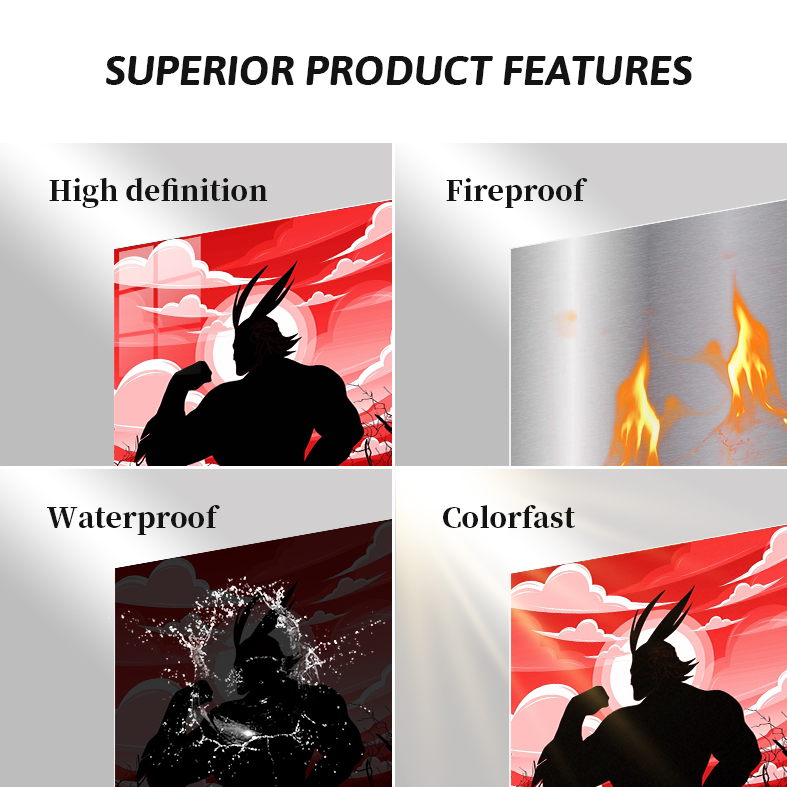 SUPERIOR PRODUCT FEATURES
High definition
Fireproof
Waterproof
Colorfast